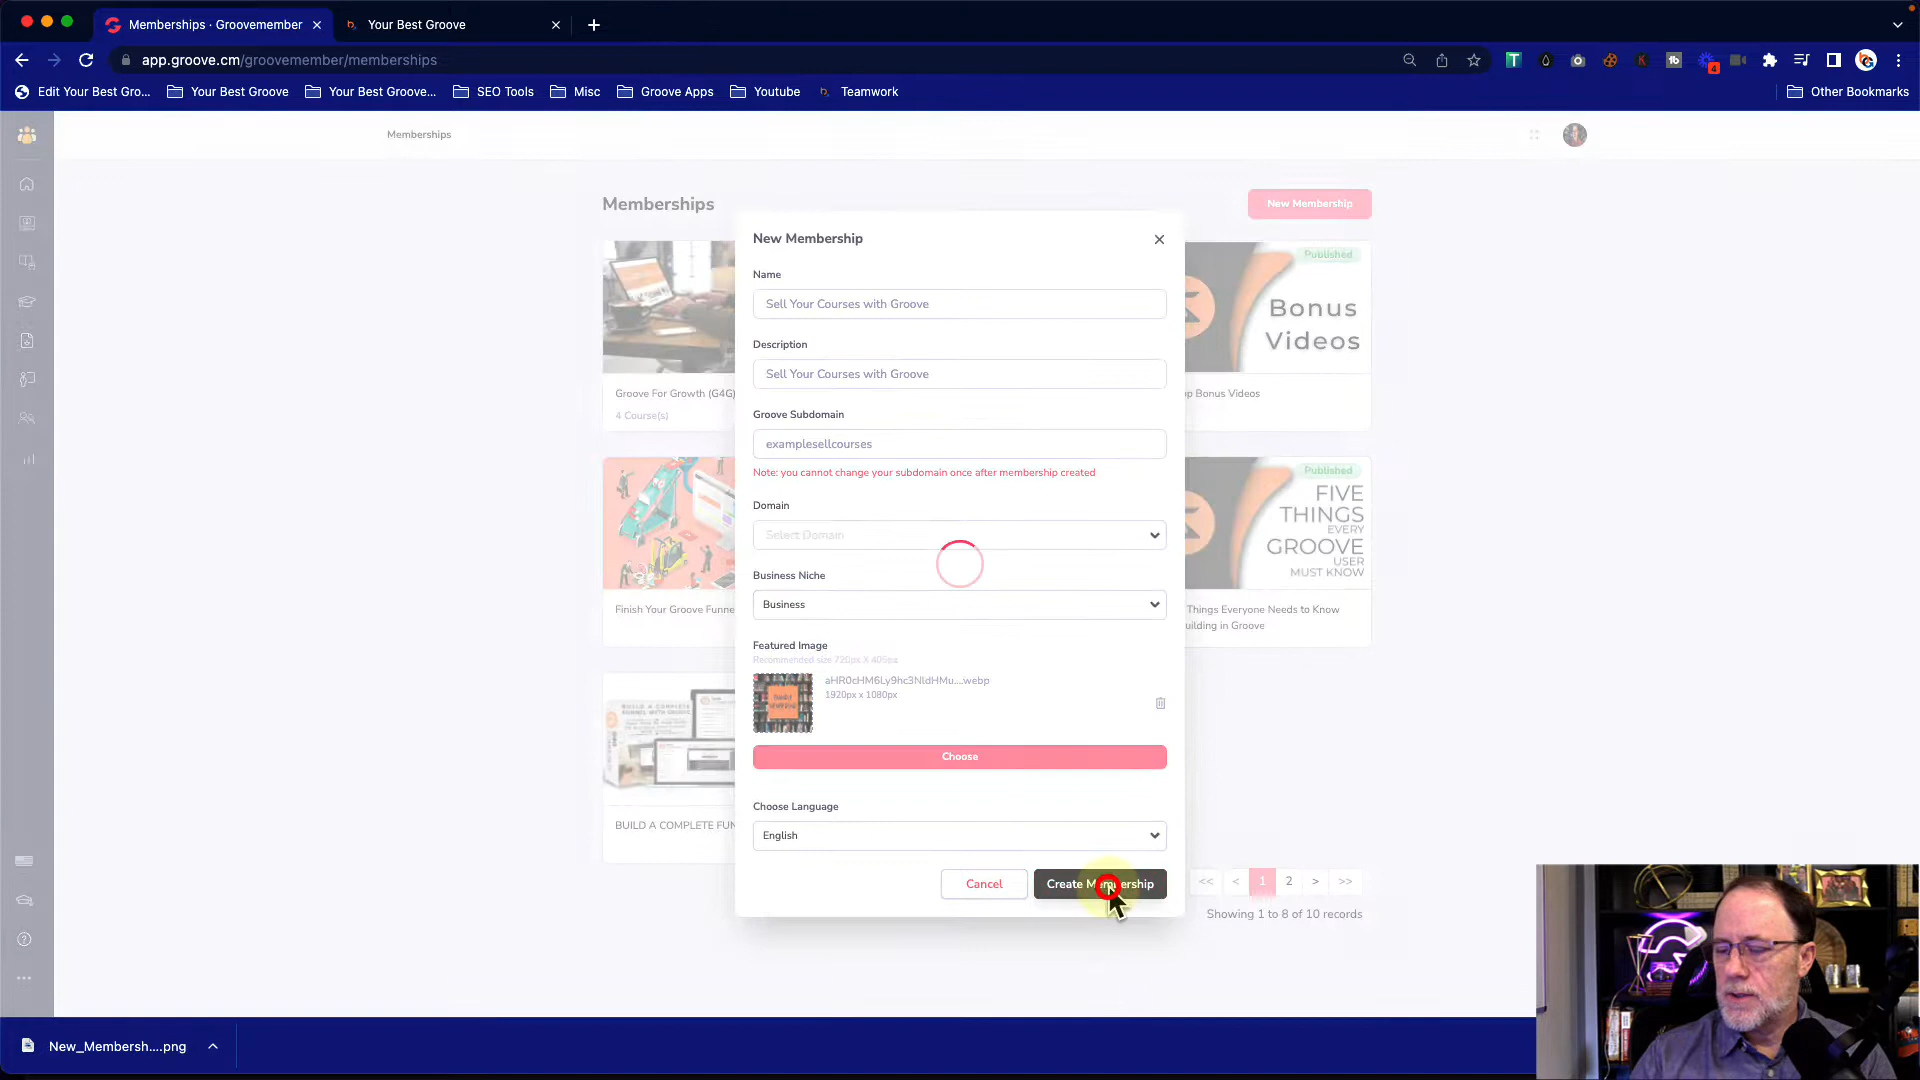 Memberships · Groovemember
Your Best Groove
app.groove.cm/groovemember/memberships
Edit Your Best Gro...
Your Best Groove
Your Best Groove...
SEO Tools
Misc
Groove Apps
Youtube
Teamwork
Other Bookmarks
Memberships
Memberships
New Membership
New Membership
Name
Sell Your Courses with Groove
Description
Sell Your Courses with Groove
Groove Subdomain
examplesellcourses
Note: you cannot change your subdomain once after membership created
Domain
Select Domain
Business Niche
Business
Featured Image
Recommended size 720px X 405px
aHR0cHM6Ly9hc3NldHMu....webp
1920px x 1080px
Choose
Choose Language
English
Cancel
Create Membership
Groove For Growth (G4G)
4 Course(s)
Published
Bonus
Videos
p Bonus Videos
Finish Your Groove Funne
Published
FIVE
THINGS
EVERY
GROOVE
USER
MUST KNOW
Things Everyone Needs to Know
uilding in Groove
BUILD A COMPLETE
BUILD A COMPLETE FUN
<< < 1 2 > >>
Showing 1 to 8 of 10 records
New_Membersh....png